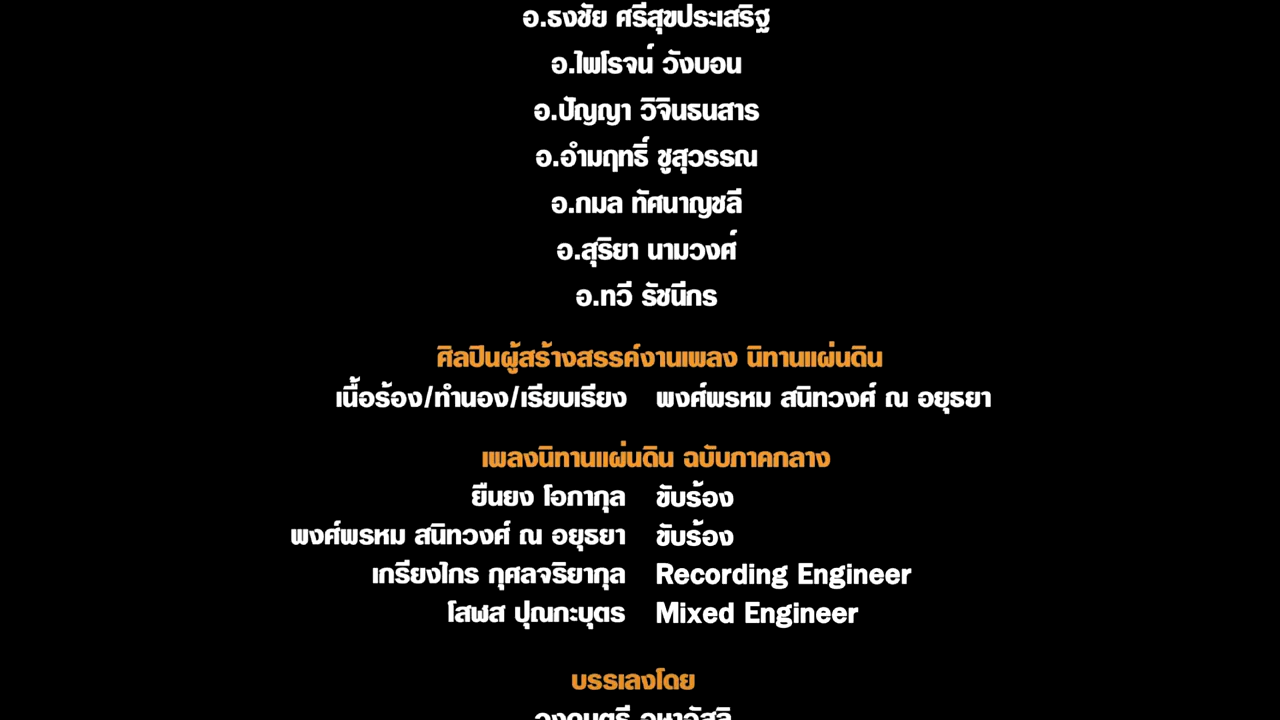 อ.ธงชัย ศรีสุขประเสริฐ
อ.ไพโรจน์ วังบอน
อ.ปัญญา วิจินธนสาร
อ.อำมฤทธิ์ ชูสุวรรณ
อ.กมล ทัศนาญชลี
อ.สุริยา นามวงศ์
อ.ทวี รัชนีกร
ศิลปินผู้สร้างสรรค์งานเพลง นิทานแผ่นดิน
เนื้อร้อง/ทำนอง/เรียบเรียง พงศ์พรหม สนิทวงศ์ ณ อยุธยา
เพลงนิทานแผ่นดิน ฉบับภาคกลาง
ยืนยง โอภากุล ขับร้อง
พงศ์พรหม สนิทวงศ์ ณ อยุธยา ขับร้อง
เกรียงไกร กุศลจริยากุล Recording Engineer
โสฬส ปุณกะบุตร Mixed Engineer
บรรเลงโดย